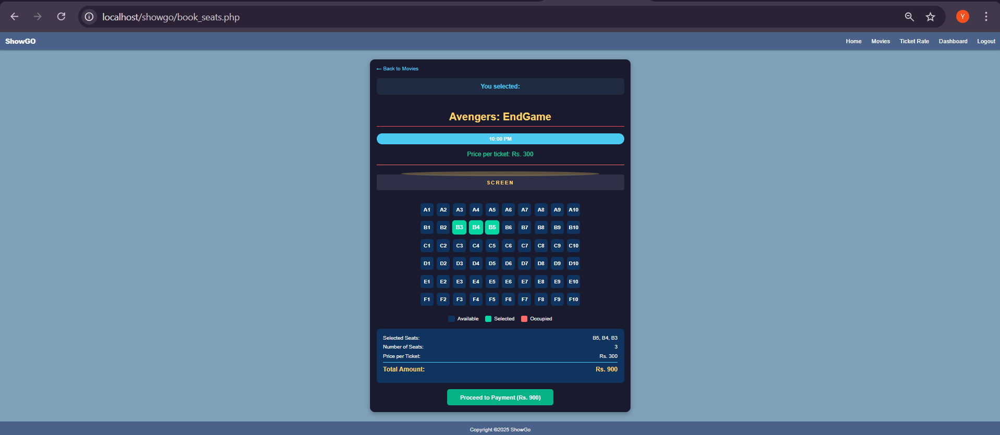 localhost/showgo/book_seats.php
Y
ShowGO Home Movies Ticket Rate Dashboard Logout
← Back to Movies
You selected:
Avengers: EndGame
10:00 PM
Price per ticket: Rs. 300
SCREEN
A1 A2 A3 A4 A5 A6 A7 A8 A9 A10
B1 B2 B3 B4 B5 B6 B7 B8 B9 B10
C1 C2 C3 C4 C5 C6 C7 C8 C9 C10
D1 D2 D3 D4 D5 D6 D7 D8 D9 D10
E1 E2 E3 E4 E5 E6 E7 E8 E9 E10
F1 F2 F3 F4 F5 F6 F7 F8 F9 F10
Available Selected Occupied
Selected Seats: B5, B4, B3
Number of Seats: 3
Price per Ticket: Rs. 300
Total Amount: Rs. 900
Proceed to Payment (Rs. 900)
Copyright ©2025 ShowGo